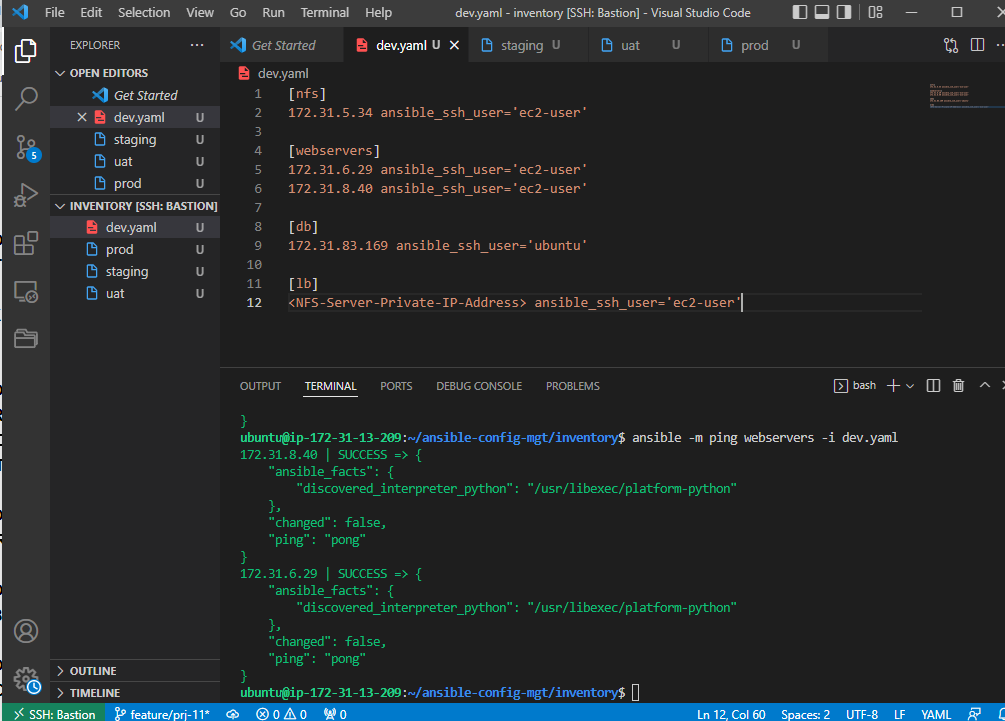 File Edit Selection View Go Run Terminal Help dev.yaml - inventory [SSH: Bastion] - Visual Studio Code
EXPLORER
Get Started dev.yaml U staging U uat U prod U
OPEN EDITORS
Get Started
dev.yaml U
staging U
uat U
prod U
INVENTORY [SSH: BASTION]
dev.yaml U
prod U
staging U
uat U
5
OUTLINE
TIMELINE
dev.yaml
1 [nfs]
2 172.31.5.34 ansible_ssh_user='ec2-user'
3
4 [webservers]
5 172.31.6.29 ansible_ssh_user='ec2-user'
6 172.31.8.40 ansible_ssh_user='ec2-user'
7
8 [db]
9 172.31.83.169 ansible_ssh_user='ubuntu'
10
11 [lb]
12 <NFS-Server-Private-IP-Address> ansible_ssh_user='ec2-user'
OUTPUT TERMINAL PORTS DEBUG CONSOLE PROBLEMS bash
}
ubuntu@ip-172-31-13-209:~/ansible-config-mgt/inventory$ ansible -m ping webservers -i dev.yaml
172.31.8.40 | SUCCESS => {
"ansible_facts": {
"discovered_interpreter_python": "/usr/libexec/platform-python"
},
"changed": false,
"ping": "pong"
}
172.31.6.29 | SUCCESS => {
"ansible_facts": {
"discovered_interpreter_python": "/usr/libexec/platform-python"
},
"changed": false,
"ping": "pong"
}
ubuntu@ip-172-31-13-209:~/ansible-config-mgt/inventory$
SSH: Bastion feature/prj-11* 0 0 0 Ln 12, Col 60 Spaces: 2 UTF-8 LF YAML